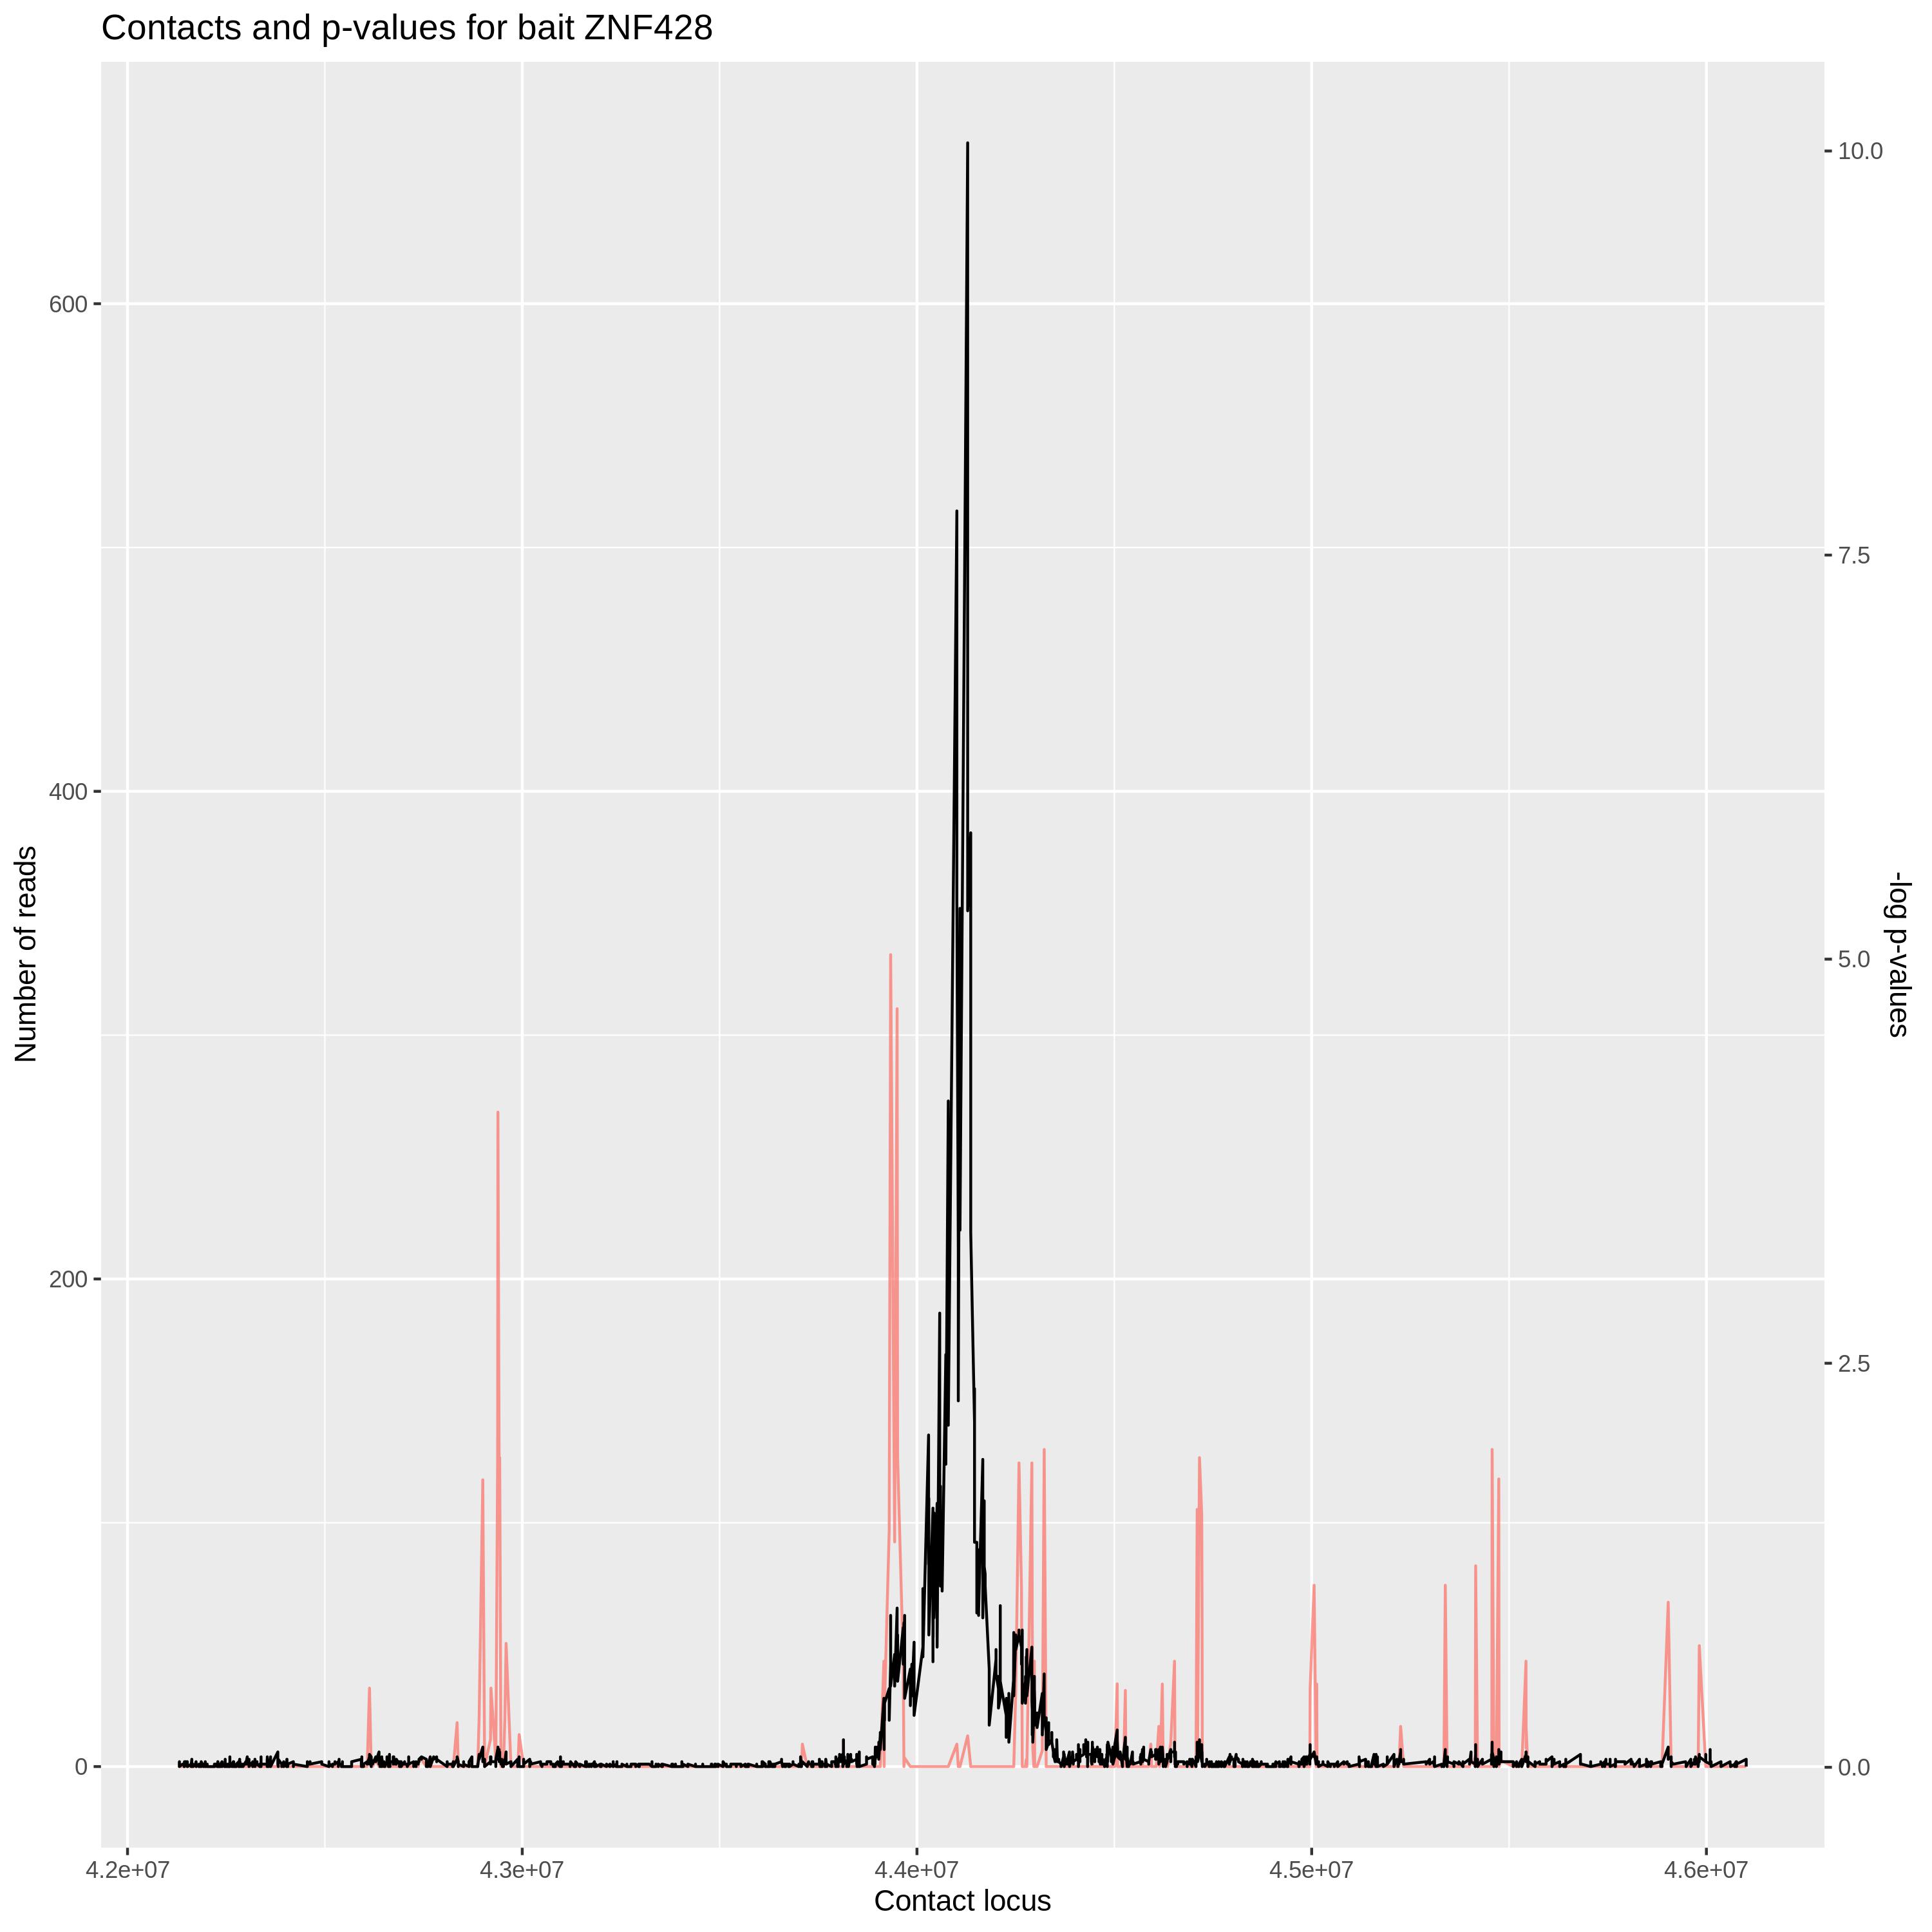 Contacts and p-values for bait ZNF428
Number of reads
600
400
200
0
10.0
7.5
5.0
2.5
0.0
-log p-values
4.2e+07 4.3e+07 4.4e+07 4.5e+07 4.6e+07
Contact locus